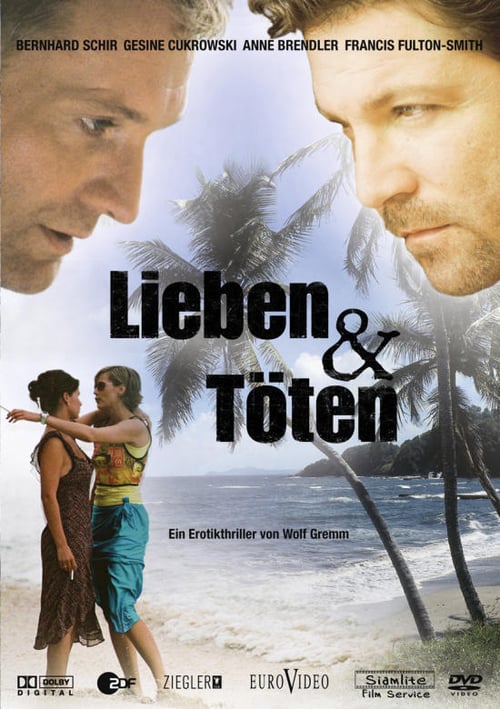 BERNHARD SCHIR GESINE CUKROWSKI ANNE BRENDLER FRANCIS FULTON-SMITH
Lieben
&
Töten
Ein Erotikthriller von Wolf Gremm
DOLBY
DIGITAL
ZDF
ZIEGLER
EUROVIDEO
Siamlite
Film Service
DVD
VIDEO